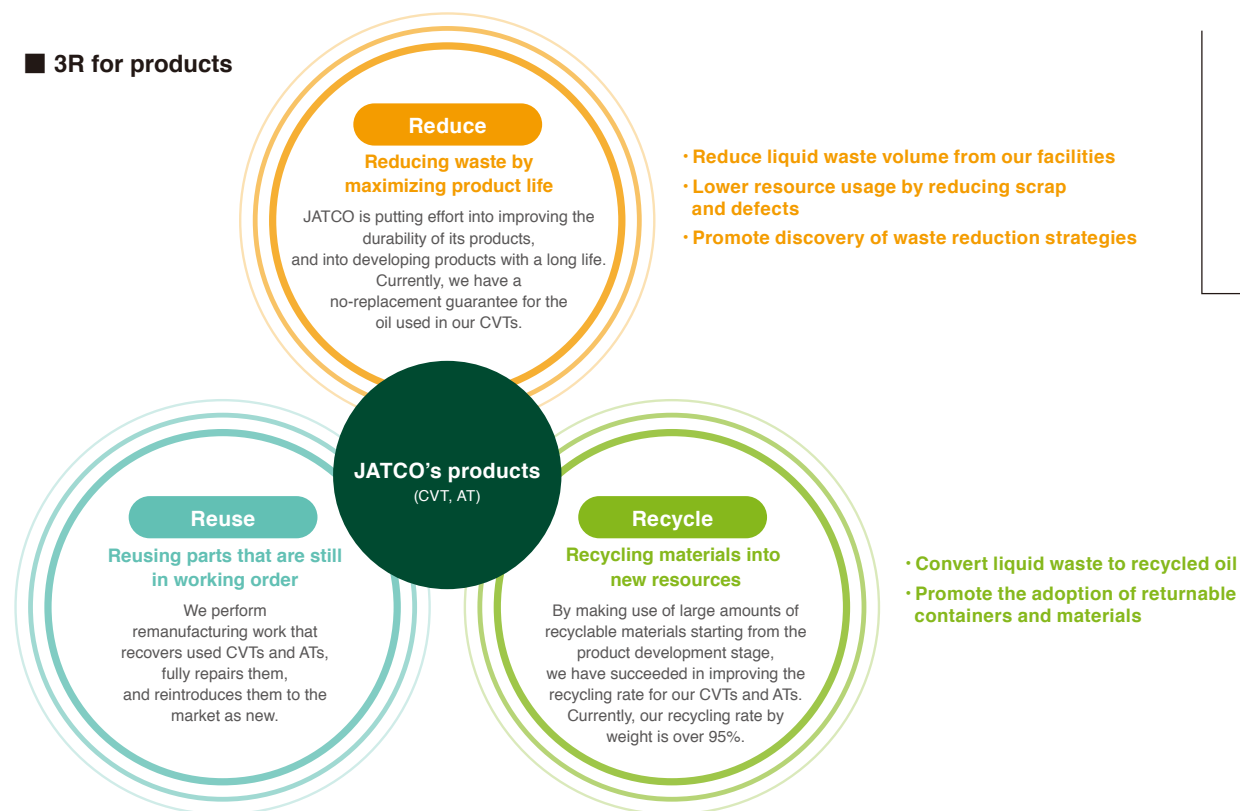 ■ 3R for products
Reduce
Reducing waste by
maximizing product life
JATCO is putting effort into improving the
durability of its products,
and into developing products with a long life.
Currently, we have a
no-replacement guarantee for the
oil used in our CVTs.
・Reduce liquid waste volume from our facilities
・Lower resource usage by reducing scrap
and defects
・Promote discovery of waste reduction strategies
JATCO's products
(CVT, AT)
Reuse
Reusing parts that are still
in working order
We perform
remanufacturing work that
recovers used CVTs and ATs,
fully repairs them,
and reintroduces them to the
market as new.
Recycle
Recycling materials into
new resources
By making use of large amounts of
recyclable materials starting from the
product development stage,
we have succeeded in improving the
recycling rate for our CVTs and ATs.
Currently, our recycling rate by
weight is over 95%.
・Convert liquid waste to recycled oil
・Promote the adoption of returnable
containers and materials